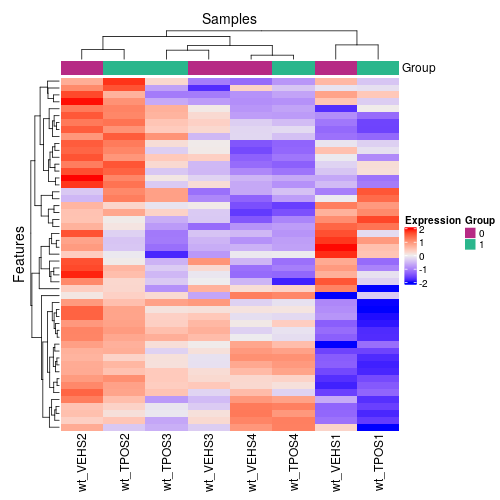 Samples
Group
Features
Expression
2
1
0
-1
-2
Group
0
1
wt_VEHS2
wt_TPOS2
wt_TPOS3
wt_VEHS3
wt_VEHS4
wt_TPOS4
wt_VEHS1
wt_TPOS1